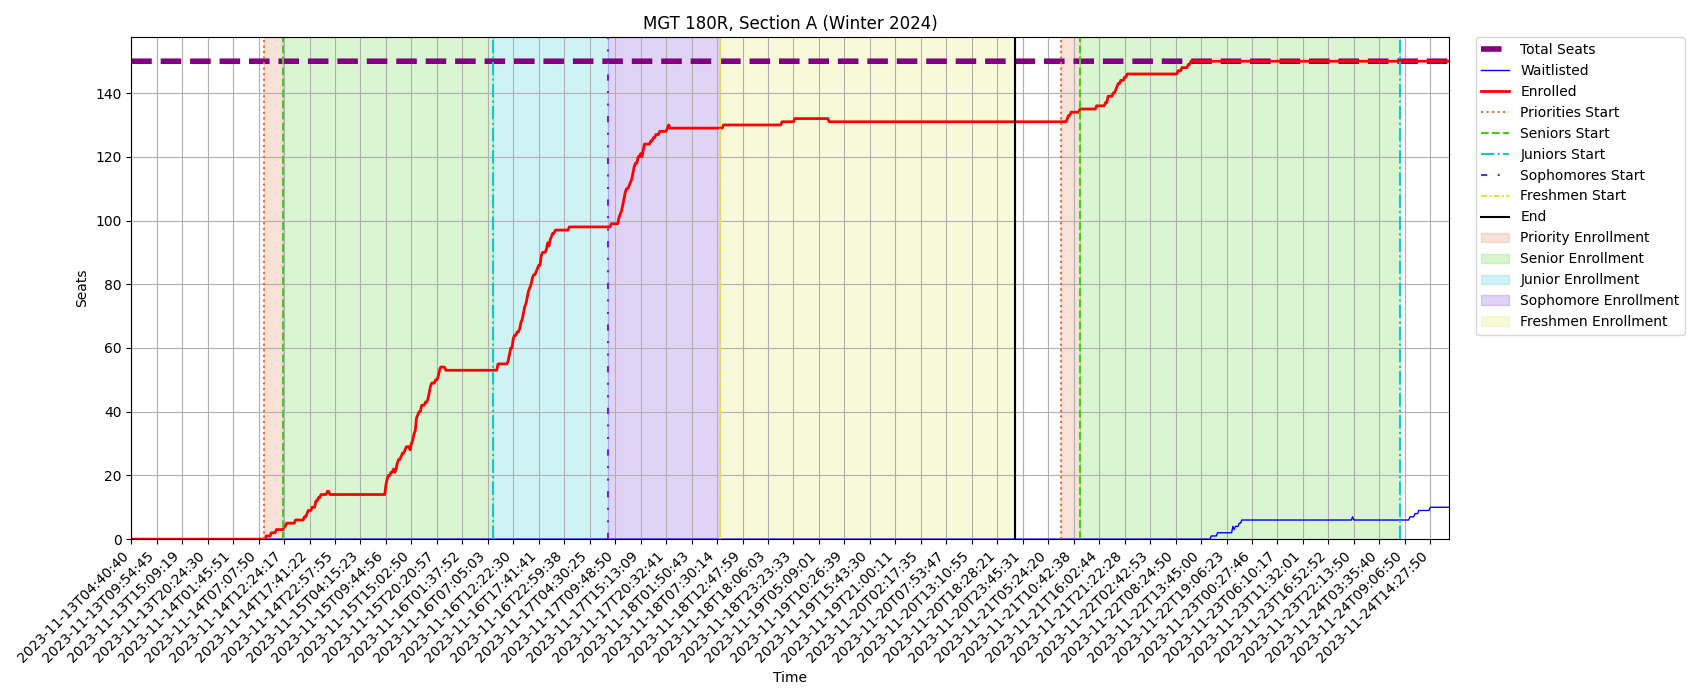 MGT 180R, Section A (Winter 2024)
Seats
140
120
100
80
60
40
20
0
2023-11-13T04:40:40
2023-11-13T09:54:45
2023-11-13T15:09:19
2023-11-13T20:24:30
2023-11-14T01:45:51
2023-11-14T07:07:50
2023-11-14T12:24:17
2023-11-14T17:41:22
2023-11-14T22:57:55
2023-11-15T04:15:23
2023-11-15T09:44:56
2023-11-15T15:02:50
2023-11-15T20:20:57
2023-11-16T01:37:52
2023-11-16T07:05:03
2023-11-16T12:22:30
2023-11-16T17:41:41
2023-11-16T22:59:38
2023-11-17T04:30:25
2023-11-17T09:48:50
2023-11-17T15:13:09
2023-11-17T20:32:41
2023-11-18T01:50:43
2023-11-18T07:30:14
2023-11-18T12:47:59
2023-11-18T18:06:03
2023-11-18T23:23:33
2023-11-19T05:09:01
2023-11-19T10:26:39
2023-11-19T15:43:30
2023-11-19T21:00:11
2023-11-20T02:17:35
2023-11-20T07:53:47
2023-11-20T13:10:55
2023-11-20T18:28:21
2023-11-20T23:45:31
2023-11-21T05:24:20
2023-11-21T10:42:38
2023-11-21T16:02:44
2023-11-21T21:22:28
2023-11-22T02:42:53
2023-11-22T08:24:50
2023-11-22T13:45:00
2023-11-22T19:06:23
2023-11-23T00:27:46
2023-11-23T06:10:17
2023-11-23T11:32:01
2023-11-23T16:52:52
2023-11-23T22:13:50
2023-11-24T03:35:40
2023-11-24T09:06:50
2023-11-24T14:27:50
Time
Total Seats
Waitlisted
Enrolled
Priorities Start
Seniors Start
Juniors Start
Sophomores Start
Freshmen Start
End
Priority Enrollment
Senior Enrollment
Junior Enrollment
Sophomore Enrollment
Freshmen Enrollment